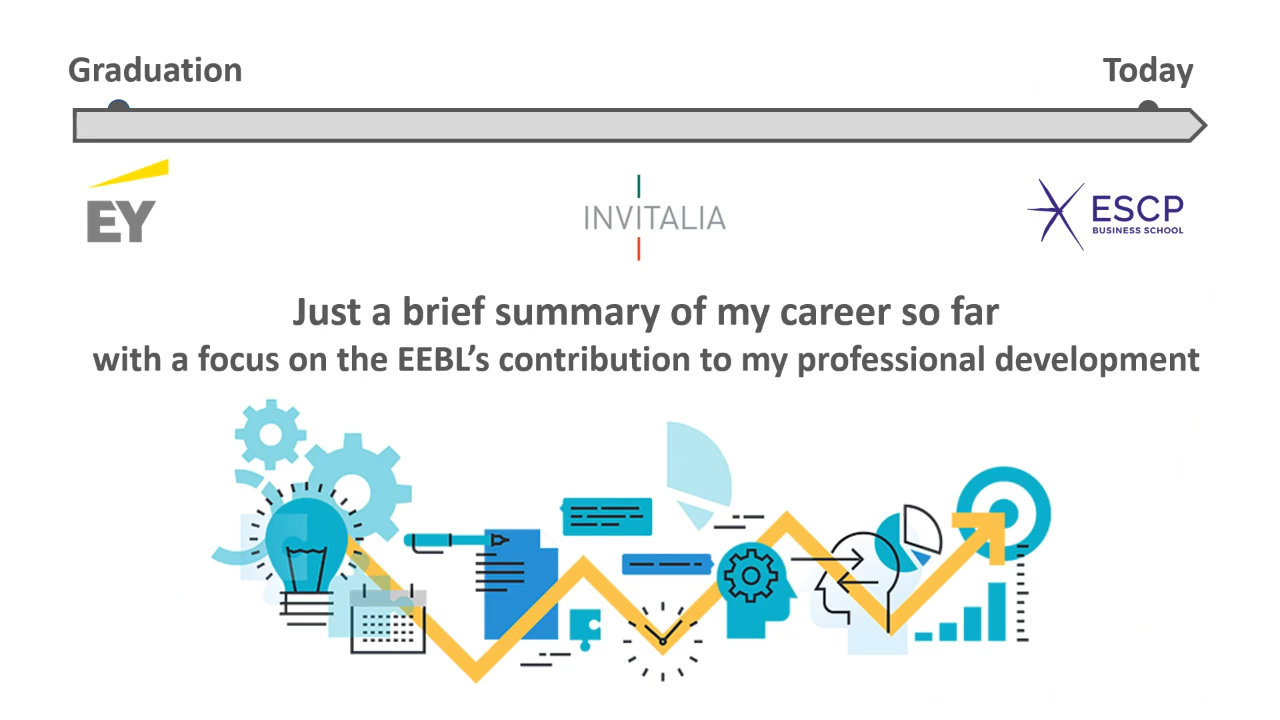 Graduation
Today
EY
INVITALIA
ESCP
BUSINESS SCHOOL
Just a brief summary of my career so far
with a focus on the EEBL’s contribution to my professional development